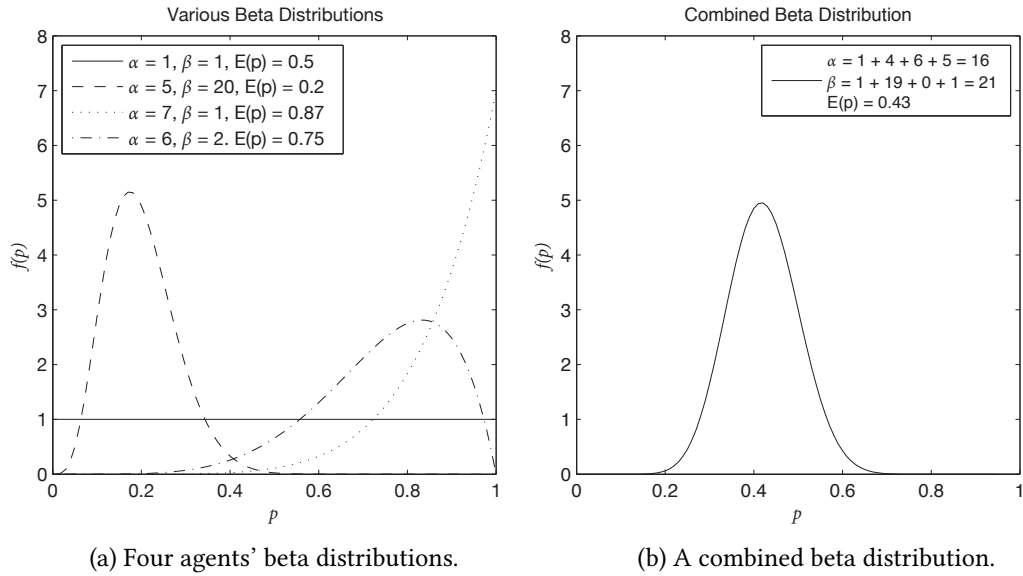 Various Beta Distributions
α = 1, β = 1, E(p) = 0.5
α = 5, β = 20, E(p) = 0.2
α = 7, β = 1, E(p) = 0.87
α = 6, β = 2. E(p) = 0.75
8
7
6
5
4
3
2
1
0
f(p)
0 0.2 0.4 0.6 0.8 1
p
(a) Four agents’ beta distributions.
Combined Beta Distribution
α = 1 + 4 + 6 + 5 = 16
β = 1 + 19 + 0 + 1 = 21
E(p) = 0.43
8
7
6
5
4
3
2
1
0
f(p)
0 0.2 0.4 0.6 0.8 1
p
(b) A combined beta distribution.